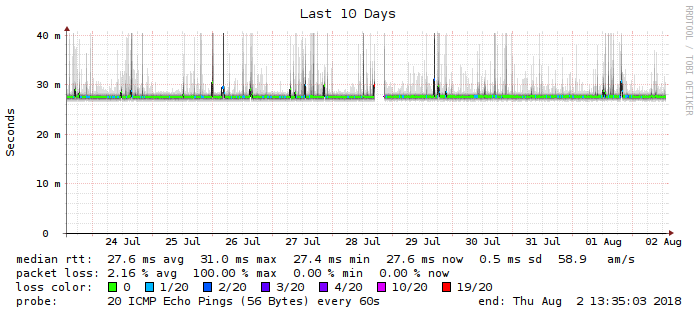 Last 10 Days
RRDTOOL / TOBI OETIKER
Seconds
40 m
30 m
20 m
10 m
0
24 Jul 25 Jul 26 Jul 27 Jul 28 Jul 29 Jul 30 Jul 31 Jul 01 Aug 02 Aug
median rtt: 27.6 ms avg 31.0 ms max 27.4 ms min 27.6 ms now 0.5 ms sd 58.9 am/s
packet loss: 2.16 % avg 100.00 % max 0.00 % min 0.00 % now
loss color: 0 1/20 2/20 3/20 4/20 10/20 19/20
probe: 20 ICMP Echo Pings (56 Bytes) every 60s end: Thu Aug 2 13:35:03 2018